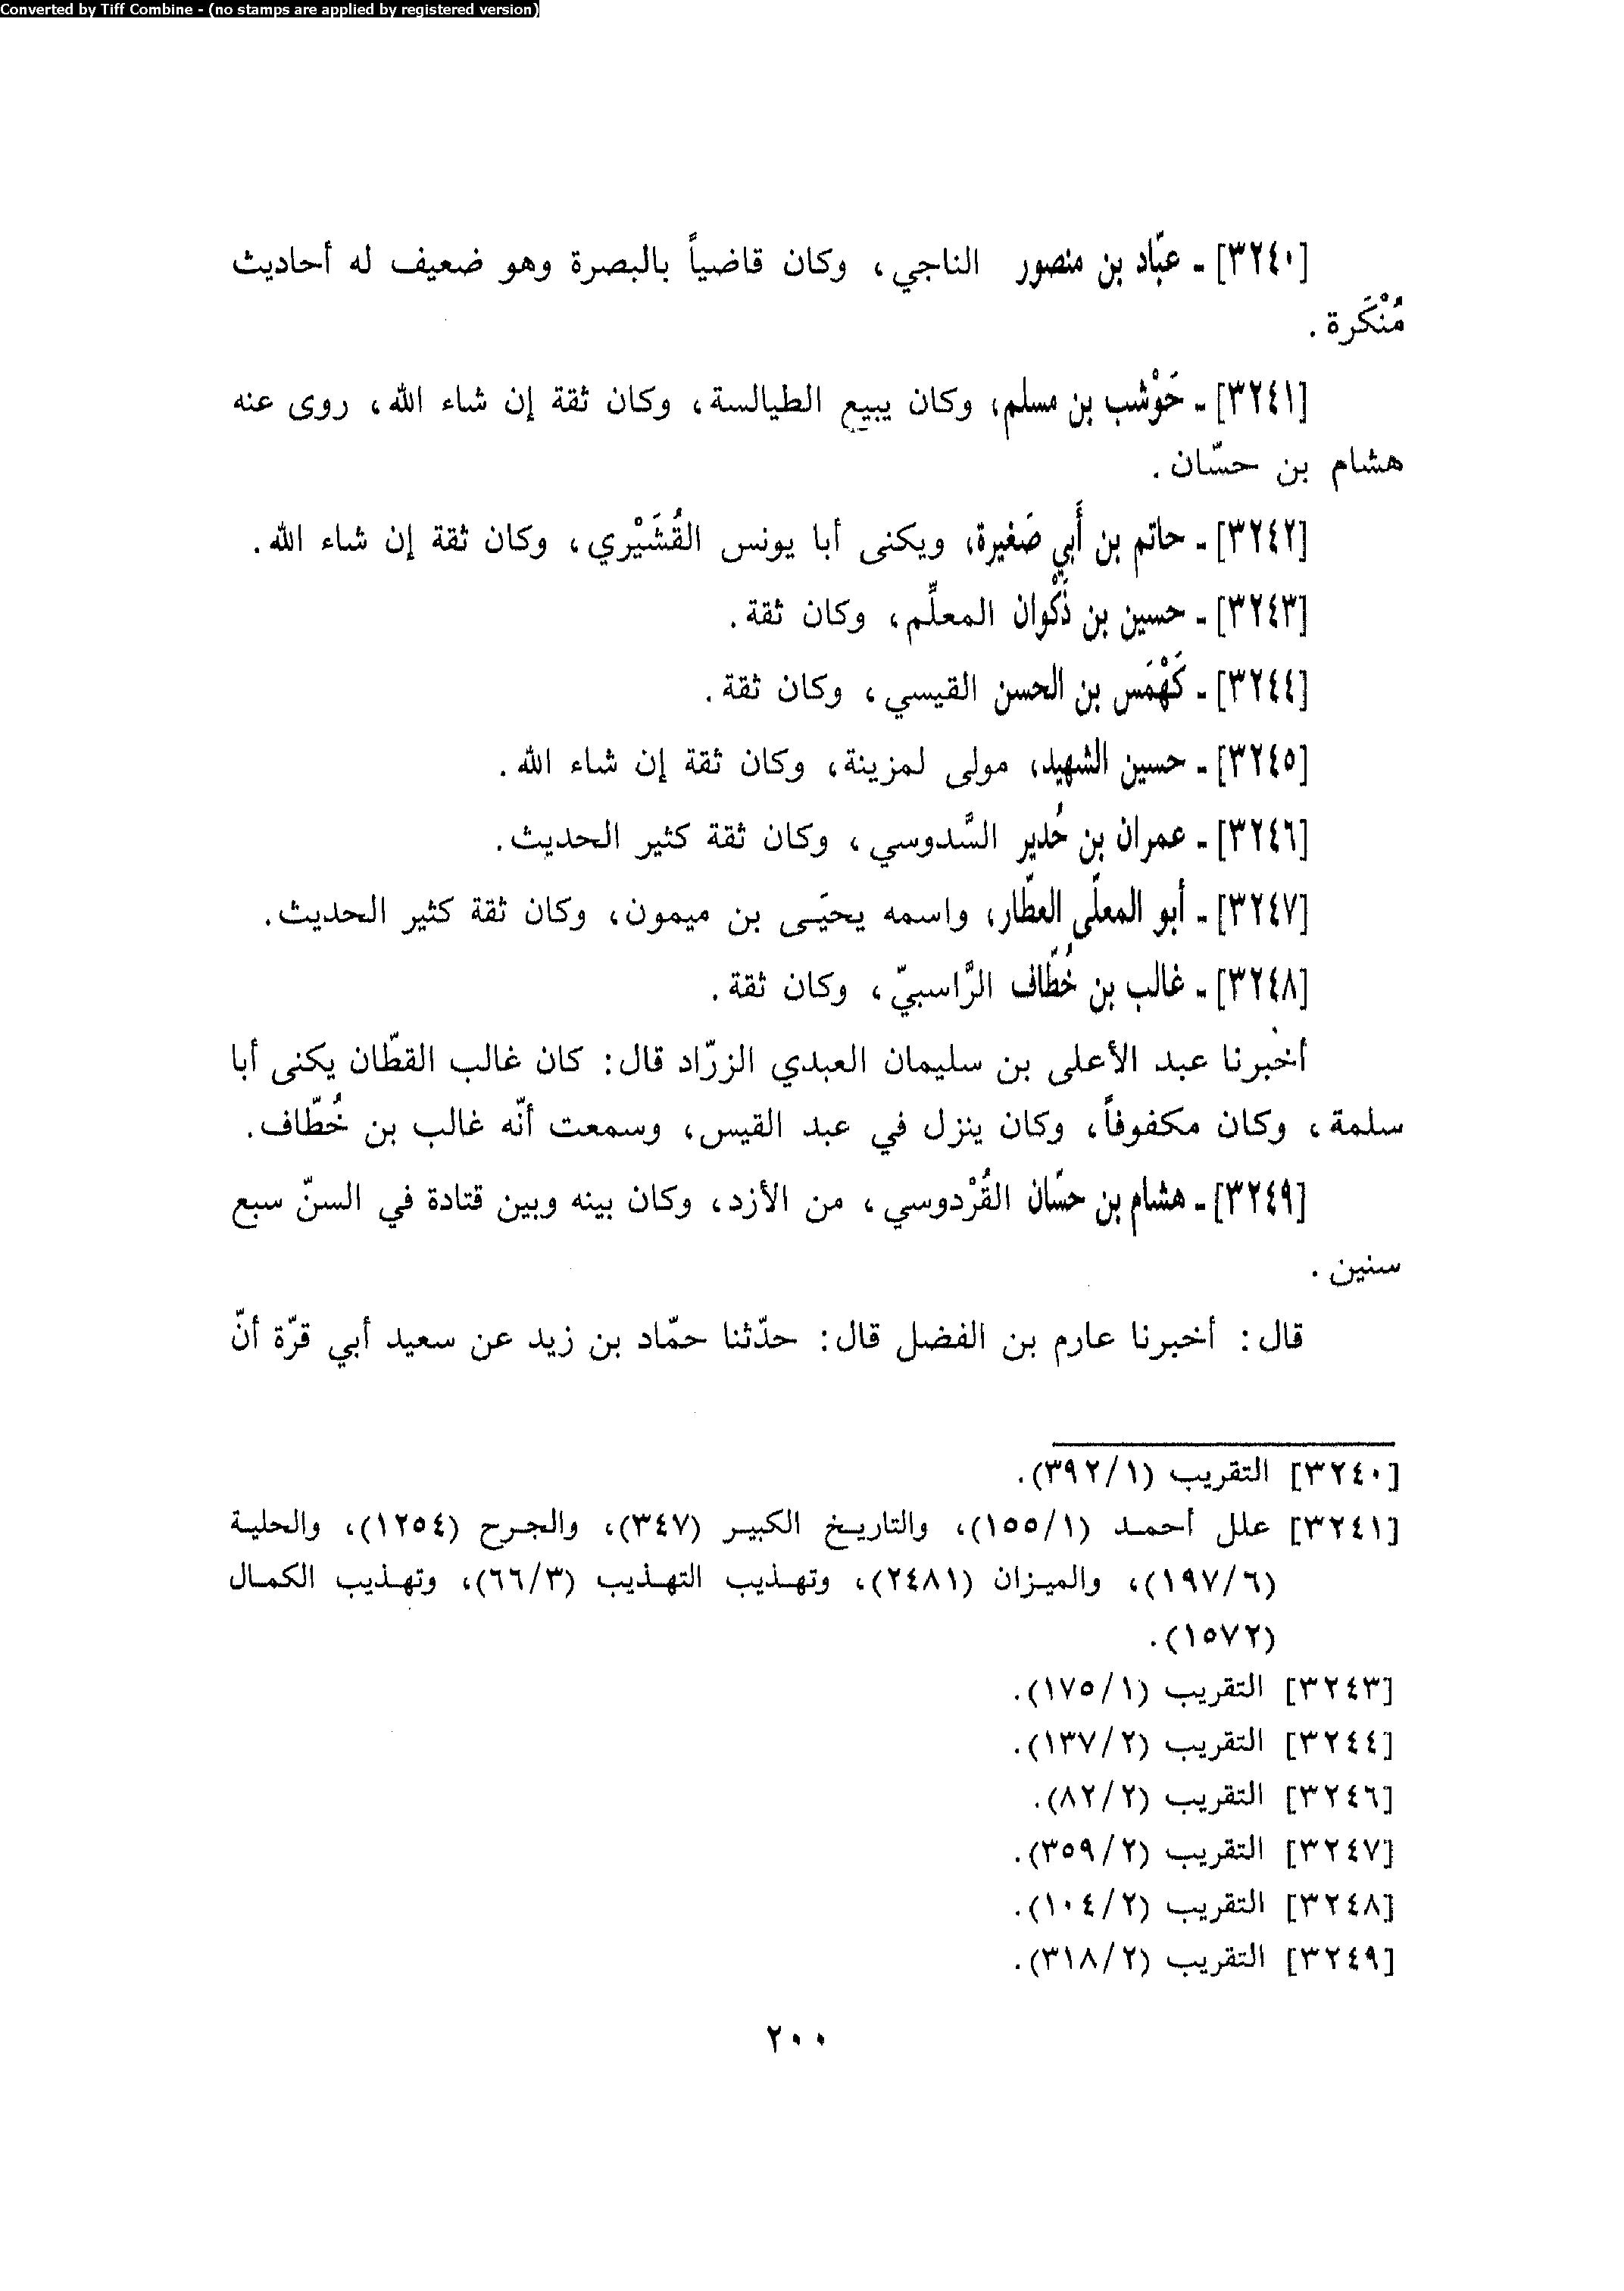 Converted by Tiff Combine - (no stamps are applied by registered version)
[٣٢٤٠] - عبّاد بن منصور الناجي، وكان قاضياً بالبصرة وهو ضعيف له أحاديث
مُنْكَرة.
[٣٢٤١] - حَوْشب بن مسلم، وكان يبيع الطيالسة، وكان ثقة إن شاء الله، روى عنه
هشام بن حسّان.
[٣٢٤٢] - حاتم بن أَبي صَغيرة، ويكنى أبا يونس القُشَيْري، وكان ثقة إن شاء الله.
[٣٢٤٣] - حسين بن ذَكْوان المعلِّم، وكان ثقة.
[٣٢٤٤] - كَهْمَس بن الحسن القيسي، وكان ثقة.
[٣٢٤٥] - حسين الشهيد، مولى لمزينة، وكان ثقة إن شاء الله.
[٣٢٤٦] - عمران بن حُدير السَّدوسي، وكان ثقة كثير الحديث.
[٣٢٤٧] - أبو المعلّى العطّار، واسمه يحيَى بن ميمون، وكان ثقة كثير الحديث.
[٣٢٤٨] - غالب بن خُطّاف الرَّاسبيّ، وكان ثقة.
أخبرنا عبد الأعلى بن سليمان العبدي الزرّاد قال: كان غالب القطّان يكنى أبا
سلمة، وكان مكفوفاً، وكان ينزل في عبد القيس، وسمعت أنّه غالب بن خُطّاف.
[٣٢٤٩] - هشام بن حسّان القُرْدوسي، من الأزد، وكان بينه وبين قتادة في السنّ سبع
سنين.
قال: أخبرنا عارم بن الفضل قال: حدّثنا حمّاد بن زيد عن سعيد أبي قرّة أنّ
[٣٢٤٠] التقريب (٣٩٢/١).
[٣٢٤١] علل أحمد (١٥٥/١)، والتاريخ الكبير (٣٤٧)، والجرح (١٢٥٤)، والحلية
(١٩٧/٦)، والميزان (٢٤٨١)، وتهذيب التهذيب (٦٦/٣)، وتهذيب الكمال
(١٥٧٢).
[٣٢٤٣] التقريب (١٧٥/١).
[٣٢٤٤] التقريب (١٣٧/٢).
[٣٢٤٦] التقريب (٨٢/٢).
[٣٢٤٧] التقريب (٣٥٩/٢).
[٣٢٤٨] التقريب (١٠٤/٢).
[٣٢٤٩] التقريب (٣١٨/٢).
٢٠٠